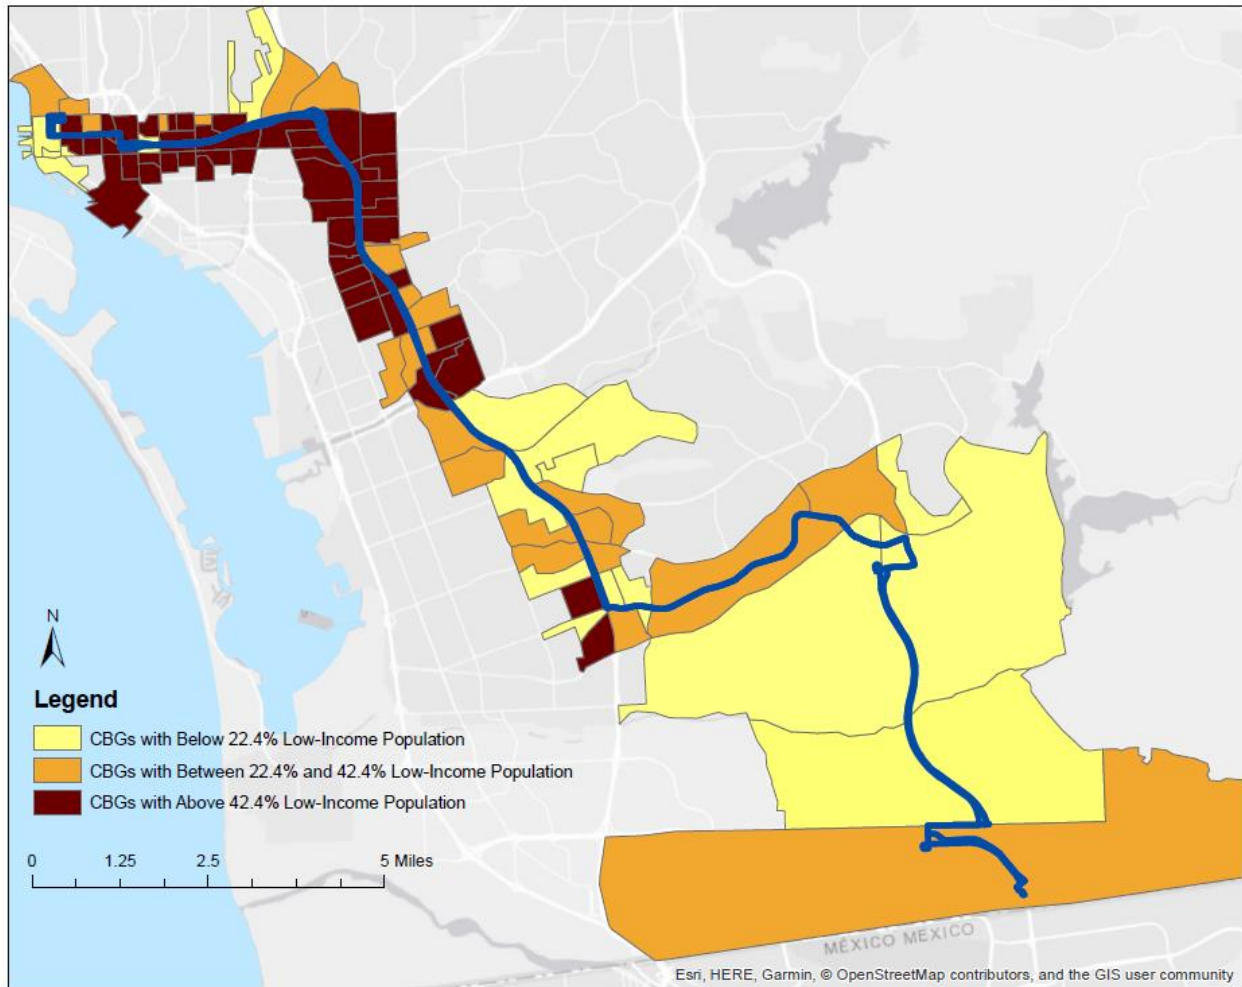 N
Legend
CBGs with Below 22.4% Low-Income Population
CBGs with Between 22.4% and 42.4% Low-Income Population
CBGs with Above 42.4% Low-Income Population
0 1.25 2.5 5 Miles
MÉXICO MEXICO
Esri, HERE, Garmin, © OpenStreetMap contributors, and the GIS user community